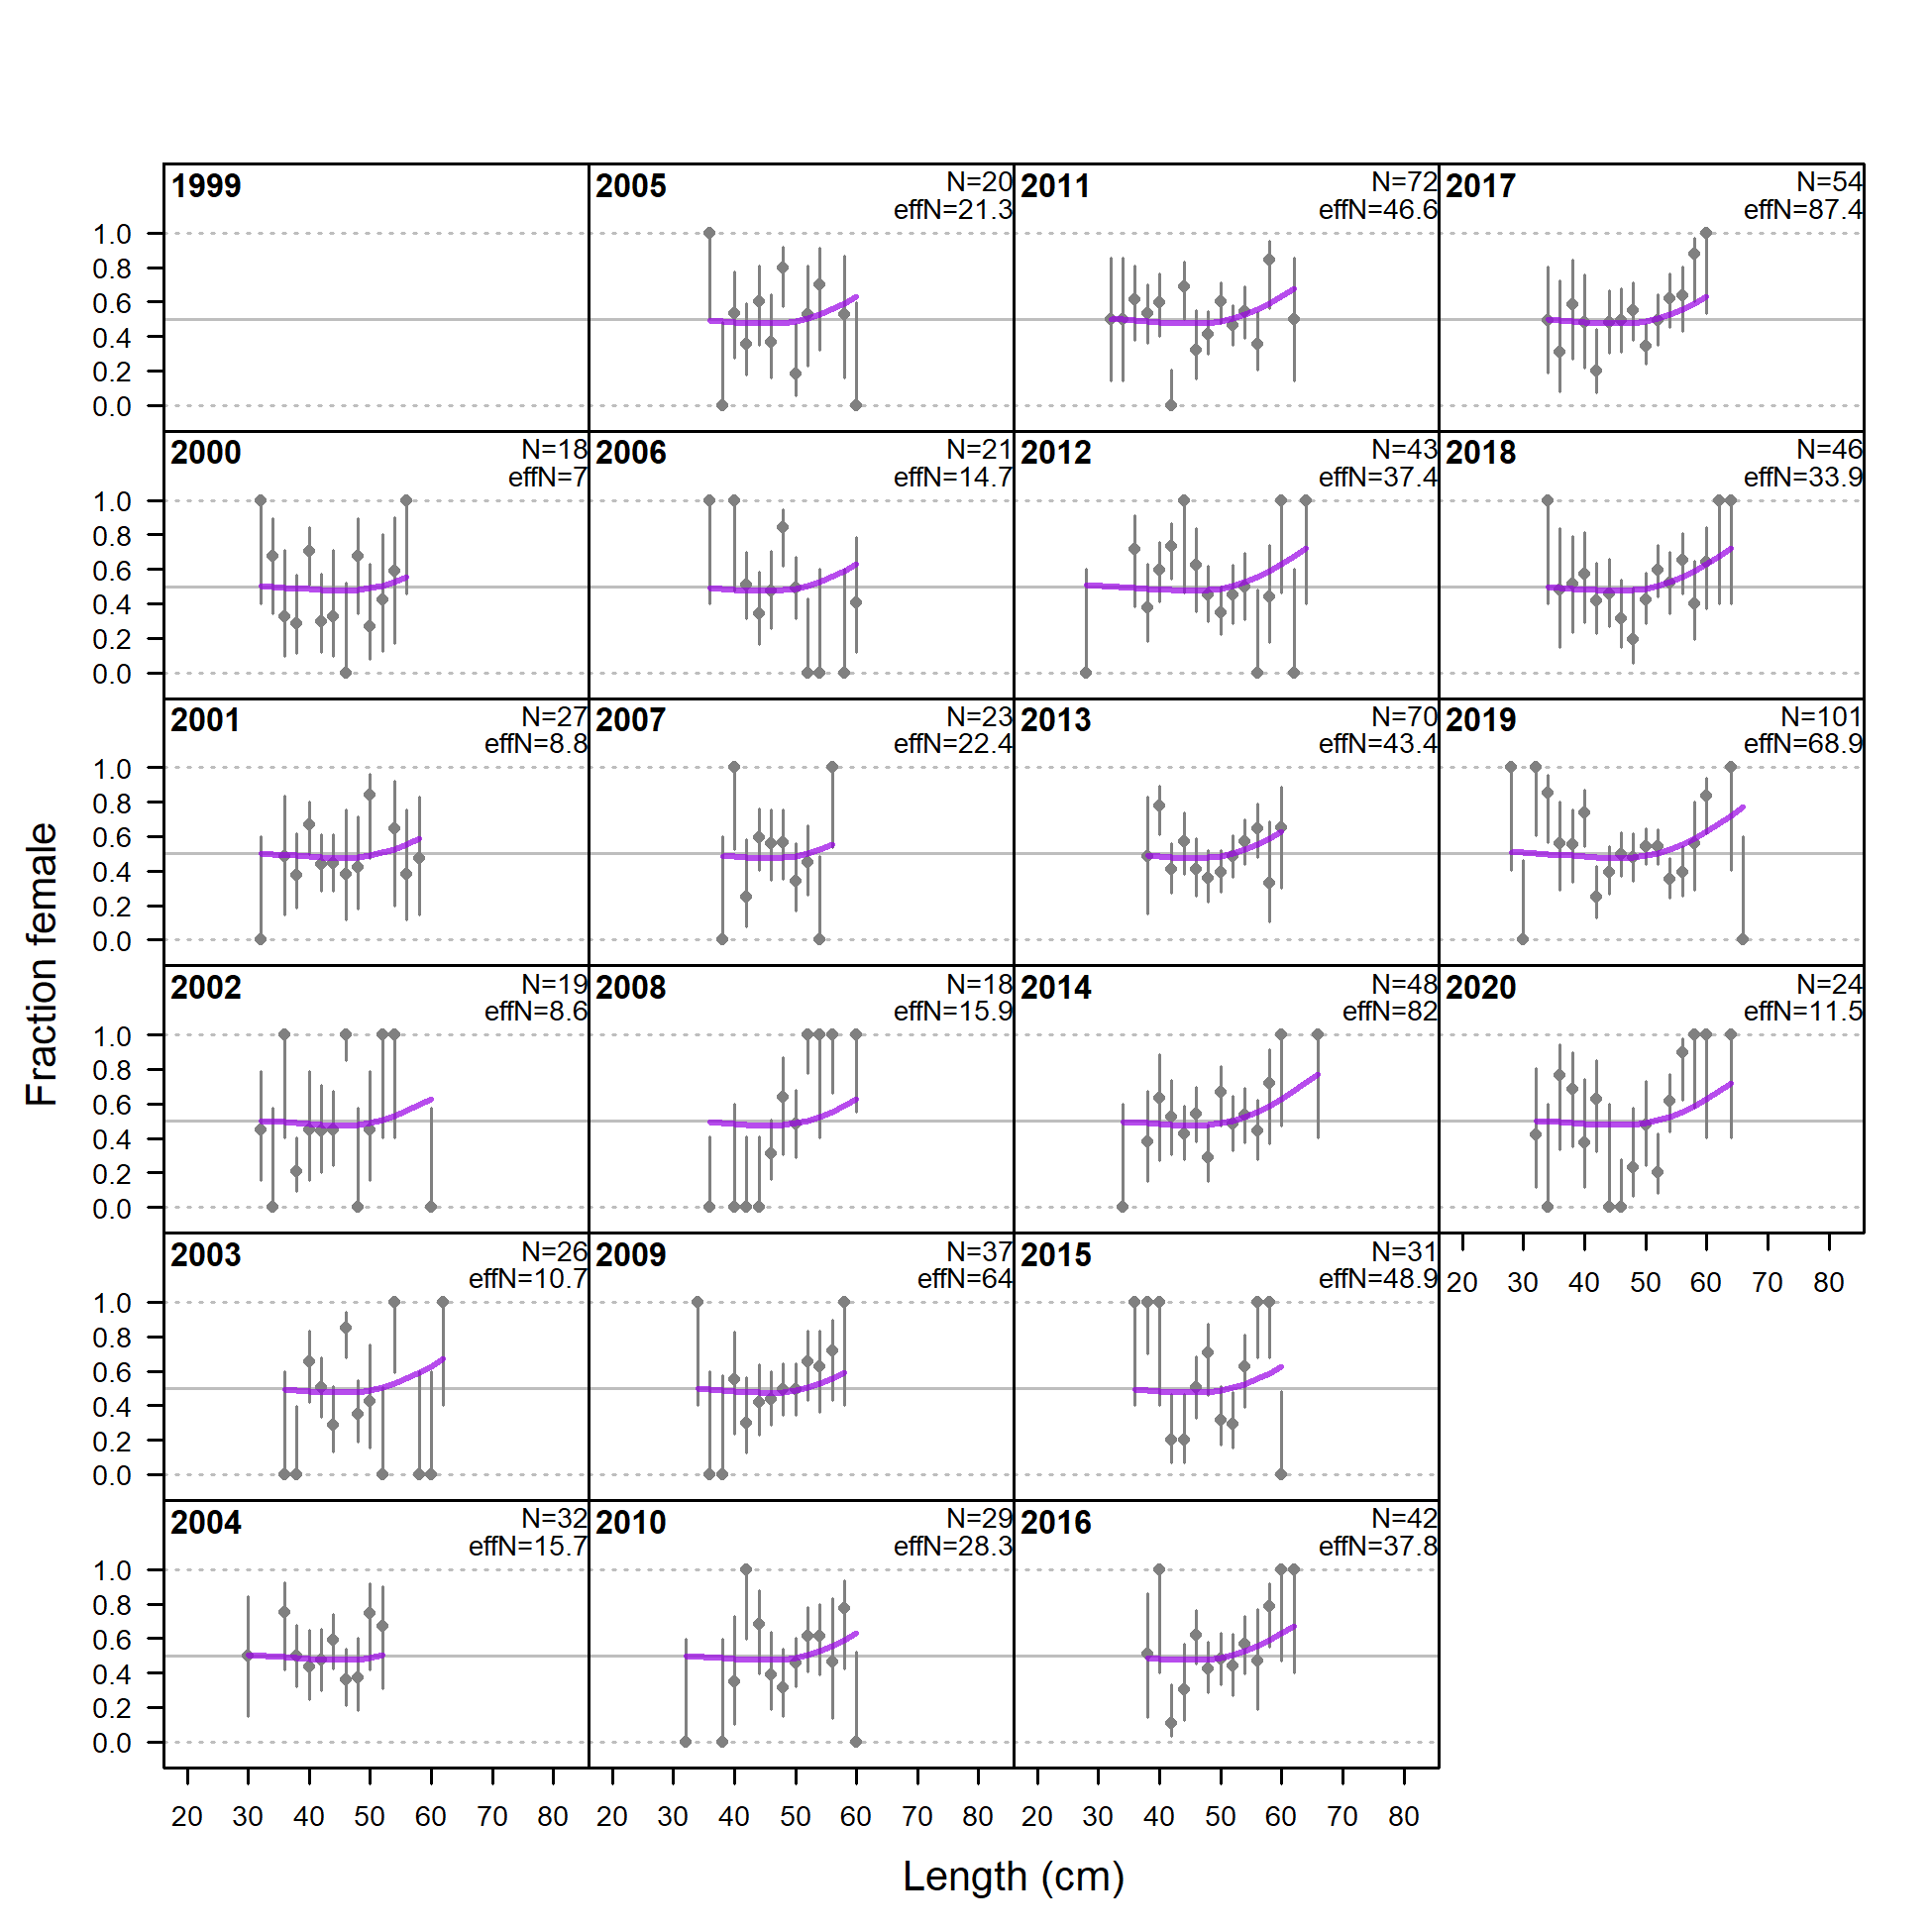 1999
2005 N=20
effN=21.3
2011 N=72
effN=46.6
2017 N=54
effN=87.4
1.0
0.8
0.6
0.4
0.2
0.0
2000 N=18
effN=7
2006 N=21
effN=14.7
2012 N=43
effN=37.4
2018 N=46
effN=33.9
1.0
0.8
0.6
0.4
0.2
0.0
2001 N=27
effN=8.8
2007 N=23
effN=22.4
2013 N=70
effN=43.4
2019 N=101
effN=68.9
1.0
0.8
0.6
0.4
0.2
0.0
Fraction female
2002 N=19
effN=8.6
2008 N=18
effN=15.9
2014 N=48
effN=82
2020 N=24
effN=11.5
1.0
0.8
0.6
0.4
0.2
0.0
2003 N=26
effN=10.7
2009 N=37
effN=64
2015 N=31
effN=48.9
20 30 40 50 60 70 80
1.0
0.8
0.6
0.4
0.2
0.0
2004 N=32
effN=15.7
2010 N=29
effN=28.3
2016 N=42
effN=37.8
1.0
0.8
0.6
0.4
0.2
0.0
20 30 40 50 60 70 80 20 30 40 50 60 70 80 20 30 40 50 60 70 80
Length (cm)